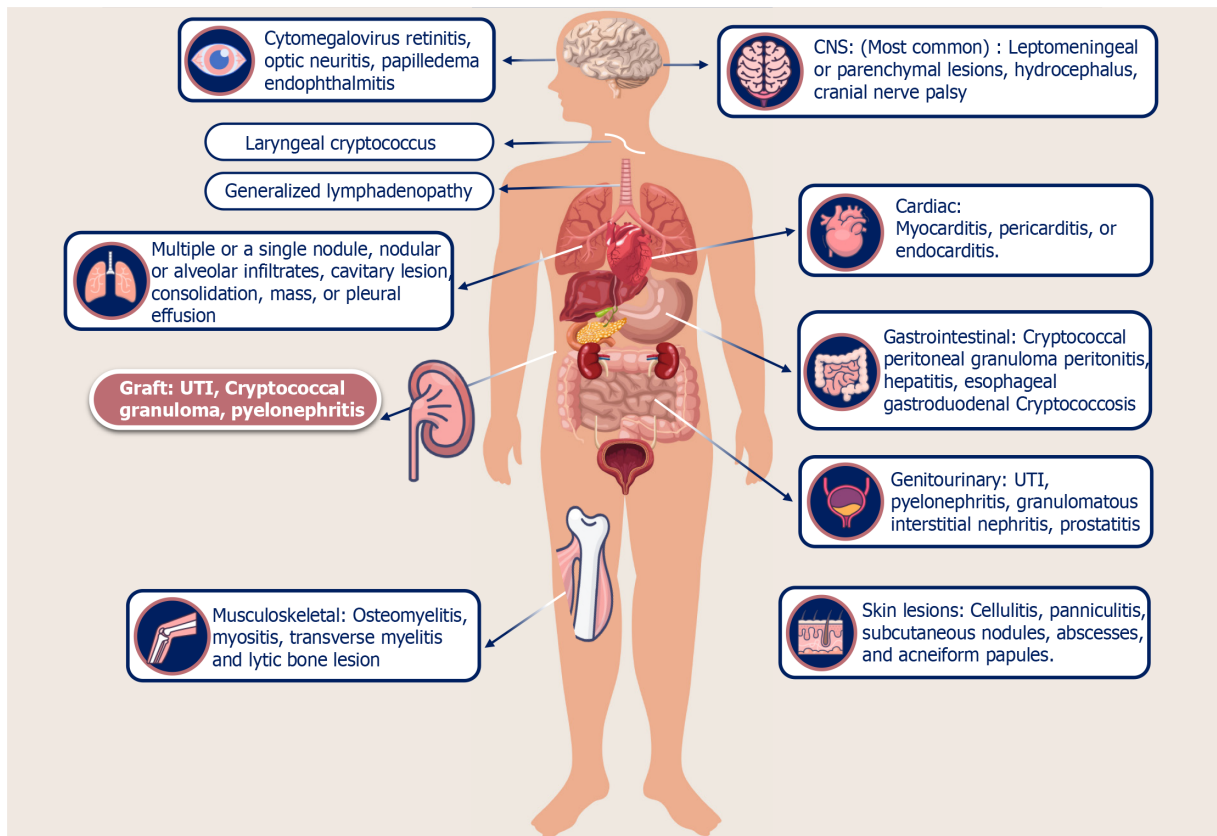 Cytomegalovirus retinitis,
optic neuritis, papilledema
endophthalmitis
CNS: (Most common) : Leptomeningeal
or parenchymal lesions, hydrocephalus,
cranial nerve palsy
Laryngeal cryptococcus
Generalized lymphadenopathy
Cardiac:
Myocarditis, pericarditis, or
endocarditis.
Multiple or a single nodule, nodular
or alveolar infiltrates, cavitary lesion,
consolidation, mass, or pleural
effusion
Gastrointestinal: Cryptococcal
peritoneal granuloma peritonitis,
hepatitis, esophageal
gastroduodenal Cryptococcosis
Graft: UTI, Cryptococcal
granuloma, pyelonephritis
Genitourinary: UTI,
pyelonephritis, granulomatous
interstitial nephritis, prostatitis
Musculoskeletal: Osteomyelitis,
myositis, transverse myelitis
and lytic bone lesion
Skin lesions: Cellulitis, panniculitis,
subcutaneous nodules, abscesses,
and acneiform papules.